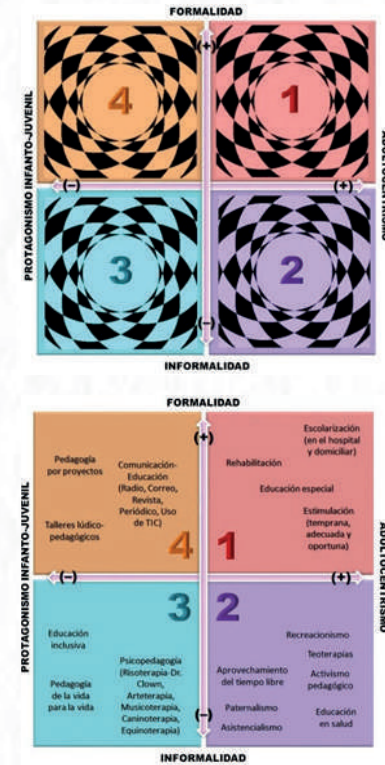 FORMALIDAD
(+)
4
1
PROTAGONISMO INFANTO-JUVENIL
(-)
(+)
ADULTOCENTRISMO
3
2
(-)
INFORMALIDAD
FORMALIDAD
(+)
Pedagogía
por proyectos
Comunicación-
Educación
(Radio, Correo,
Revista,
Periódico, Uso
de TIC)
Talleres lúdico-
pedagógicos
4
Escolarización
(en el hospital
y domiciliar)
Rehabilitación
Educación especial
Estimulación
(temprana,
adecuada y
oportuna)
1
PROTAGONISMO INFANTO-JUVENIL
(-)
(+)
ADULTOCENTRISMO
3
Educación
inclusiva
Psicopedagogía
(Risoterapia-Dr.
Clown,
Arteterapia,
Musicoterapia,
Caninoterapia,
Equinoterapia)
Pedagogía
de la vida
para la vida
2
Recreacionismo
Teoterapias
Aprovechamiento
del tiempo libre
Activismo
pedagógico
Paternalismo
Asistencialismo
Educación
en salud
(-)
INFORMALIDAD